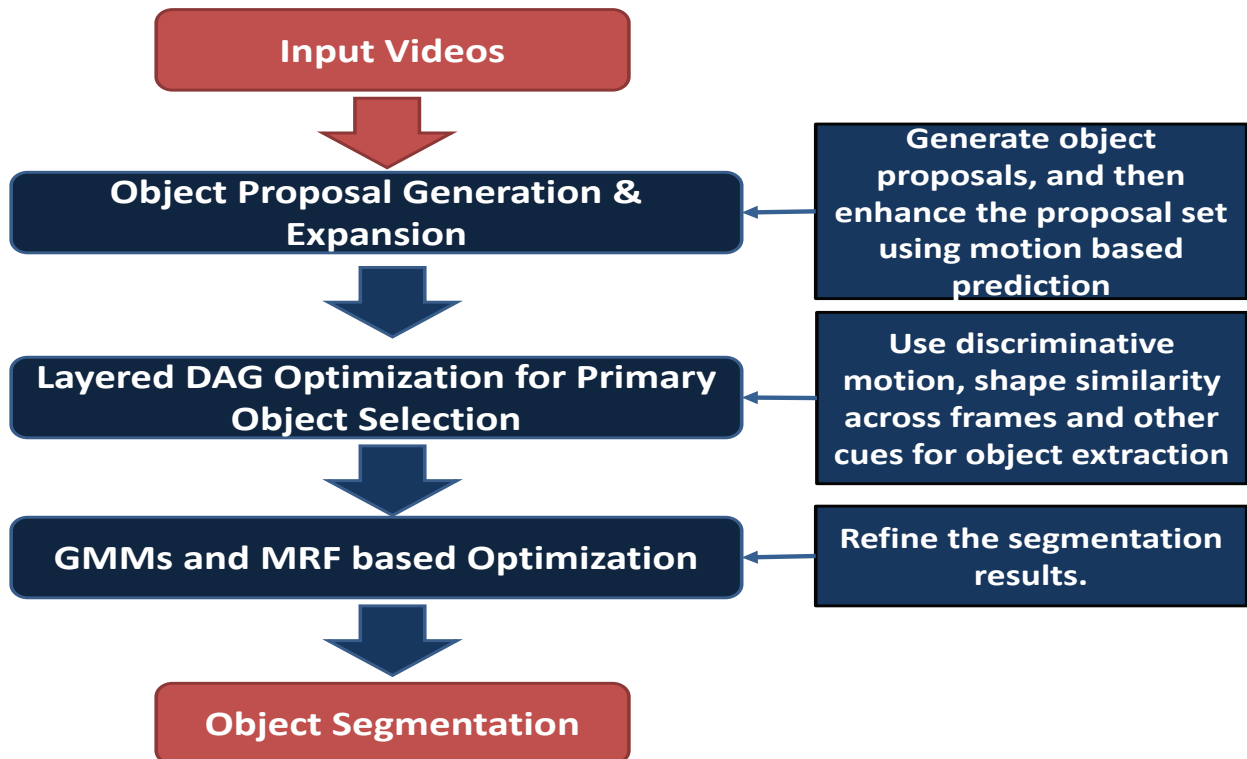 Input Videos
Object Proposal Generation &
Expansion
Generate object
proposals, and then
enhance the proposal set
using motion based
prediction
Layered DAG Optimization for Primary
Object Selection
Use discriminative
motion, shape similarity
across frames and other
cues for object extraction
GMMs and MRF based Optimization
Refine the segmentation
results.
Object Segmentation